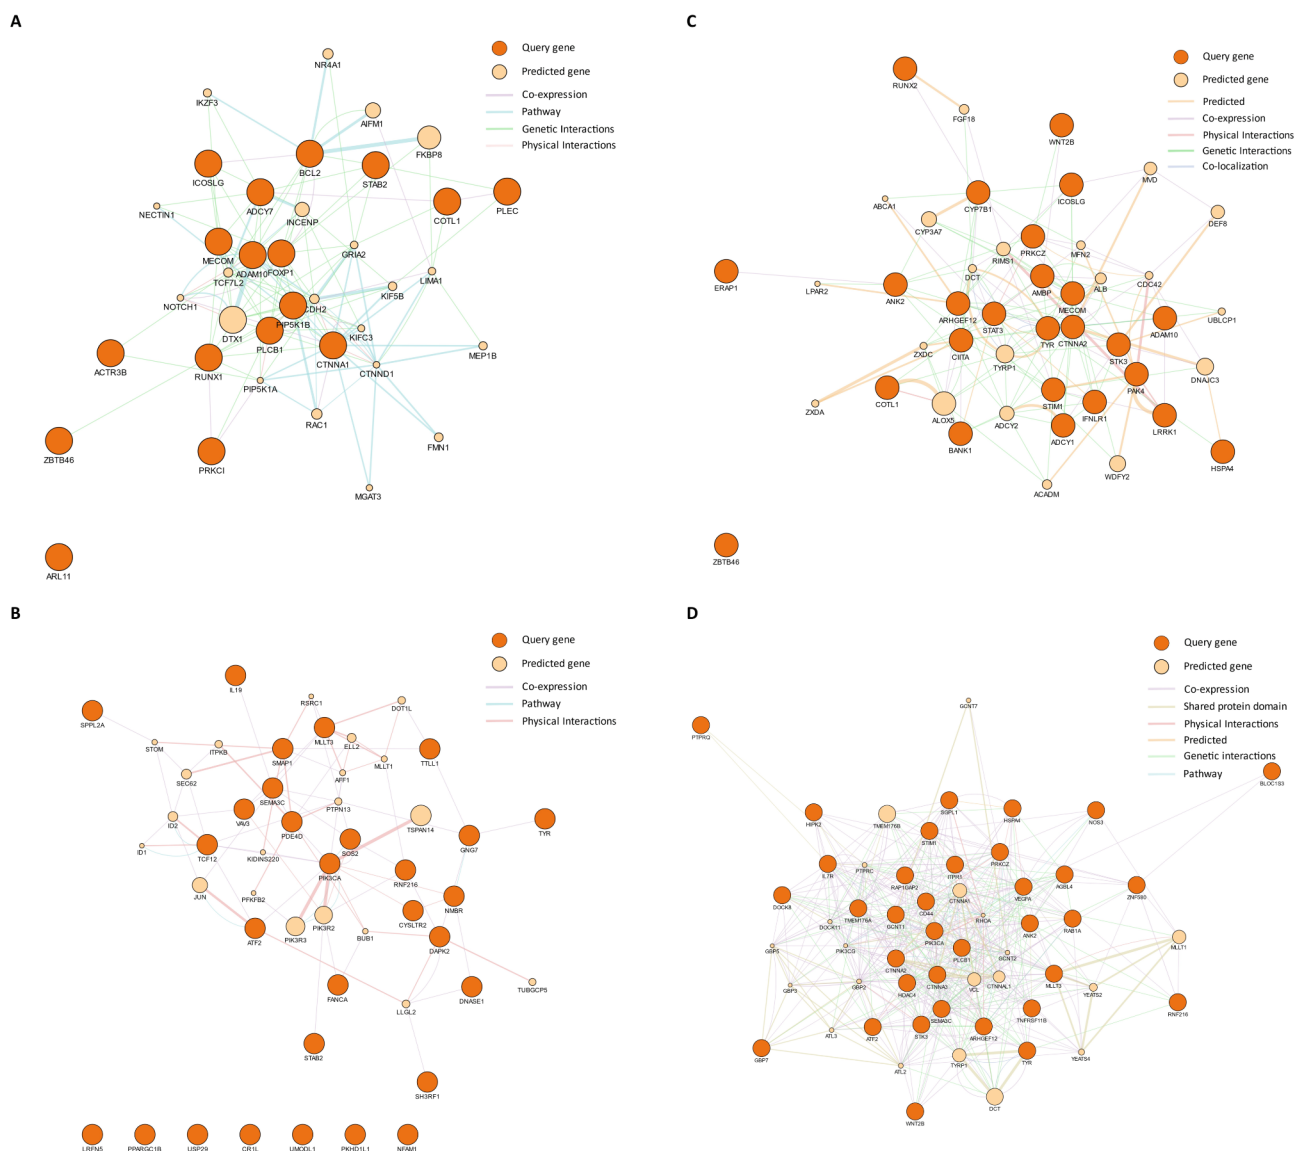 A
Query gene
Predicted gene
Co-expression
Pathway
Genetic Interactions
Physical Interactions
NR4A1
IKZF3
AIFM1
FKBP8
BCL2
ICOSLG
STAB2
ADCY7
COTL1
PLEC
NECTIN1
INCENP
MECOM
ADAM10
FOXP1
GRIA2
TCF7L2
LIMA1
NOTCH1
CDH2
KIF5B
PIP5K1B
DTX1
PLCB1
KIFC3
CTNNA1
MEP1B
ACTR3B
RUNX1
CTNND1
PIP5K1A
RAC1
FMN1
ZBTB46
PRKCI
MGAT3
ARL11
C
Query gene
Predicted gene
Predicted
Co-expression
Physical Interactions
Genetic Interactions
Co-localization
RUNX2
FGF18
WNT2B
MVD
ICOSLG
CYP7B1
ABCA1
DEF8
CYP3A7
PRKCZ
MFN2
RIMS1
ERAP1
DCT
ALB
CDC42
LPAR2
ANK2
AMBP
MECOM
ARHGEF12
STAT3
UBLCP1
ADAM10
TYR
CTNNA2
ZXDC
CIITA
STK3
TYRP1
DNAJC3
PAK4
COTL1
STIM1
ZXDA
ALOX5
ADCY2
IFNLR1
LRRK1
BANK1
ADCY1
HSPA4
WDFY2
ACADM
ZBTB46
B
Query gene
Predicted gene
Co-expression
Pathway
Physical Interactions
IL19
RSRC1
DOT1L
SPPL2A
MLLT3
STOM
ITPKB
ELL2
SMAP1
MLLT1
TTLL1
SEC62
AFF1
SEMA3C
PTPN13
VAV3
PDE4D
TSPAN14
ID2
TYR
ID1
TCF12
KIDINS220
SOS2
GNG7
PIK3CA
RNF216
JUN
PFKFB2
NMBR
CYSLTR2
PIK3R3
PIK3R2
ATF2
BUB1
DAPK2
FANCA
DNASE1
TUBGCP5
LLGL2
STAB2
SH3RF1
LRFN5
PPARGC1B
USP29
CR1L
UMODL1
PKHD1L1
NFAM1
D
Query gene
Predicted gene
Co-expression
Shared protein domain
Physical Interactions
Predicted
Genetic interactions
Pathway
GCNT7
PTPRQ
BLOC1S3
HIPK2
TMEM176B
SGPL1
HSPA4
NOS3
STIM1
PRKCZ
IL7R
PTPRC
ITPR1
RAP1GAP2
AGBL4
ZNF580
DOCK8
CTNNA1
VEGFA
CD44
TMEM176A
GCNT1
RHOA
DOCK11
ANK2
RAB1A
PIK3CA
GBP5
PIK3CG
PLCB1
GCNT2
MLLT1
CTNNA2
CTNNA3
VCL
CTNNAL1
MLLT3
GBP3
GBP2
HDAC4
YEATS2
SEMA3C
TNFRSF11B
RNF216
ATL3
ATF2
STK3
ARHGEF12
GBP7
TYRP1
TYR
YEATS4
ATL2
DCT
WNT2B